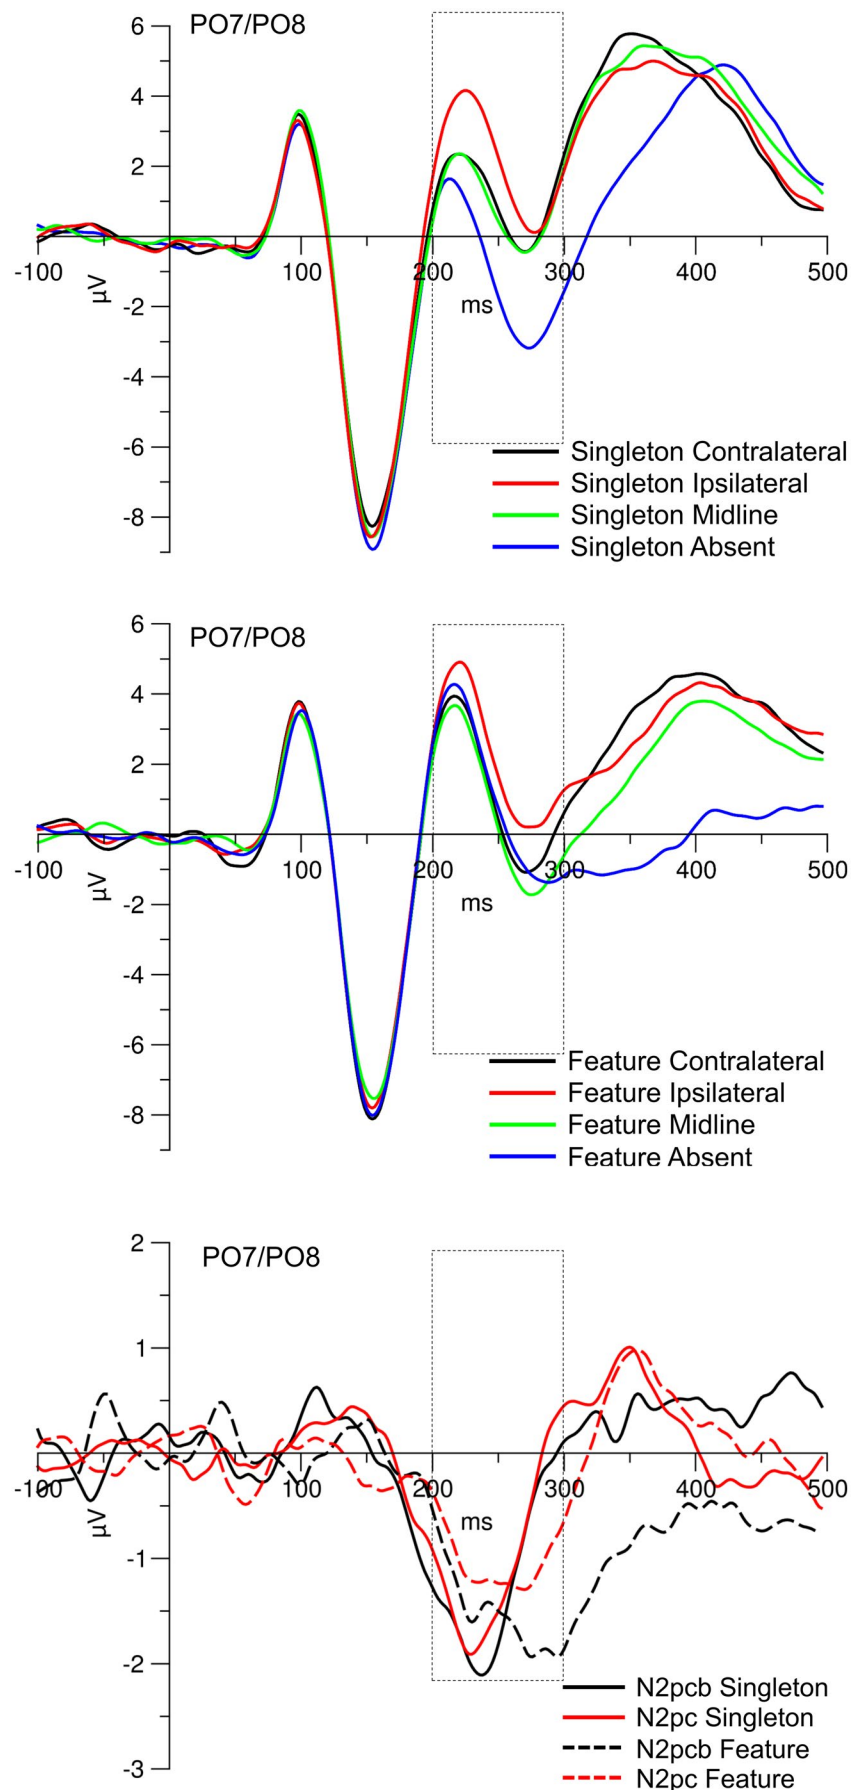 PO7/PO8
6
4
2
-100 100 200 300 400 500
µV
ms
-2
-4
-6
-8
Singleton Contralateral
Singleton Ipsilateral
Singleton Midline
Singleton Absent
PO7/PO8
6
4
2
-100 100 200 300 400 500
µV
ms
-2
-4
-6
-8
Feature Contralateral
Feature Ipsilateral
Feature Midline
Feature Absent
PO7/PO8
2
1
-100 100 200 300 400 500
µV
ms
-1
-2
-3
N2pcb Singleton
N2pc Singleton
N2pcb Feature
N2pc Feature